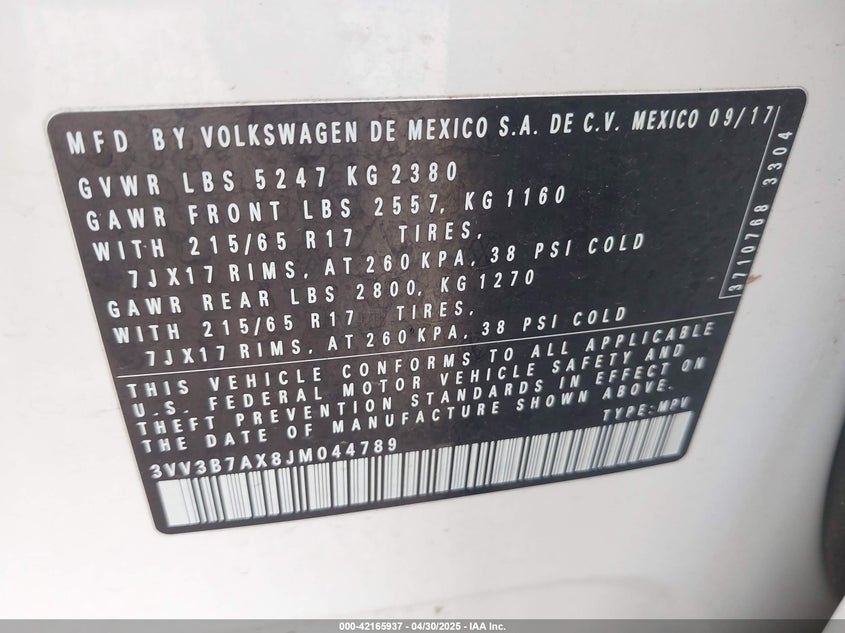 MFD BY VOLKSWAGEN DE MEXICO S.A. DE C.V. MEXICO 09/17
GVWR LBS 5247 KG 2380
GAWR FRONT LBS 2557, KG 1160
WITH 215/65 R17 TIRES,
7JX17 RIMS, AT 260 KPA, 38 PSI COLD
GAWR REAR LBS 2800, KG 1270
WITH 215/65 R17 TIRES,
7JX17 RIMS, AT 260 KPA, 38 PSI COLD
3710768 3304
THIS VEHICLE CONFORMS TO ALL APPLICABLE
U.S. FEDERAL MOTOR VEHICLE SAFETY AND
THEFT PREVENTION STANDARDS IN EFFECT ON
THE DATE OF MANUFACTURE SHOWN ABOVE.
3VV3B7AX8JM044789 TYPE: MPV
000-42165937 - 04/30/2025 - IAA Inc.